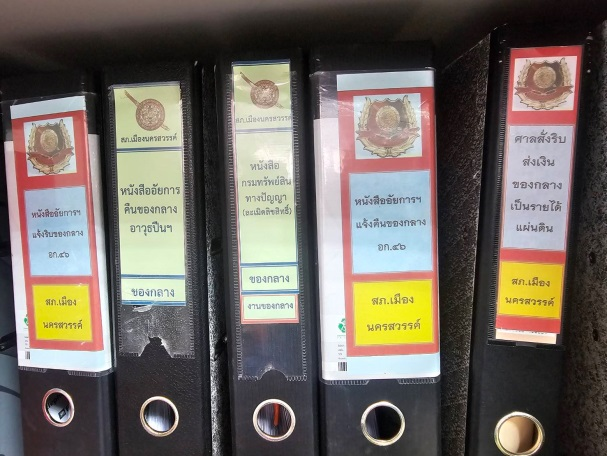 หนังสืออัยการฯ
แจ้งริบของกลาง
อก.๔๖
สภ.เมือง
นครสวรรค์
สภ.เมืองนครสวรรค์
หนังสืออัยการ
คืนของกลาง
อาวุธปืนฯ
ของกลาง
สภ.เมืองนครสวรรค์
หนังสือ
กรมทรัพย์สิน
ทางปัญญา
(ละเมิดลิขสิทธิ์)
ของกลาง
งานของกลาง
หนังสืออัยการฯ
แจ้งคืนของกลาง
อก.๔๖
สภ.เมือง
นครสวรรค์
ศาลสั่งริบ
ส่งเงิน
ของกลาง
เป็นรายได้
แผ่นดิน
สภ.เมือง
นครสวรรค์